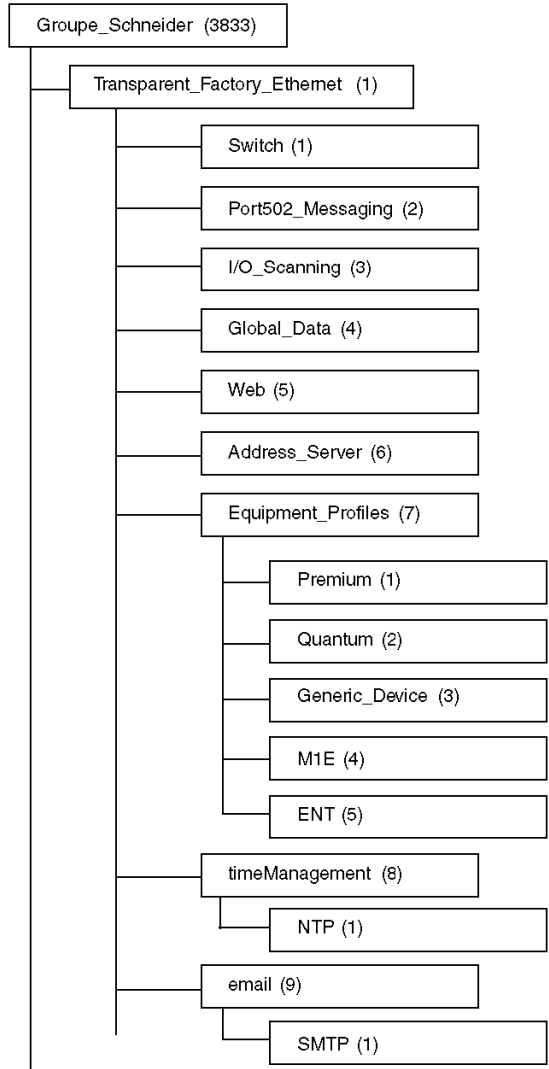 Groupe_Schneider (3833)
Transparent_Factory_Ethernet (1)
Switch (1)
Port502_Messaging (2)
I/O_Scanning (3)
Global_Data (4)
Web (5)
Address_Server (6)
Equipment_Profiles (7)
Premium (1)
Quantum (2)
Generic_Device (3)
M1E (4)
ENT (5)
timeManagement (8)
NTP (1)
email (9)
SMTP (1)